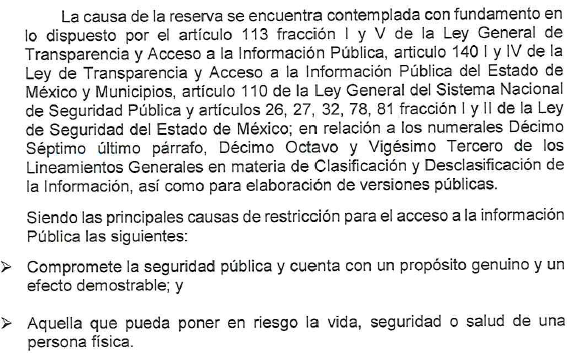 La causa de la reserva se encuentra contemplada con fundamento en
lo dispuesto por el artículo 113 fracción I y V de la Ley General de
Transparencia y Acceso a la Información Pública, articulo 140 I y IV de la
Ley de Transparencia y Acceso a la Información Pública del Estado de
México y Municipios, artículo 110 de la Ley General del Sistema Nacional
de Seguridad Pública y artículos 26, 27, 32, 78, 81 fracción I y II de la Ley
de Seguridad del Estado de México; en relación a los numerales Décimo
Séptimo último párrafo, Décimo Octavo y Vigésimo Tercero de los
Lineamientos Generales en materia de Clasificación y Desclasificación de
la Información, así como para elaboración de versiones públicas.
Siendo las principales causas de restricción para el acceso a la información
Pública las siguientes:
➢ Compromete la seguridad pública y cuenta con un propósito genuino y un
efecto demostrable; y
➢ Aquella que pueda poner en riesgo la vida, seguridad o salud de una
persona física.